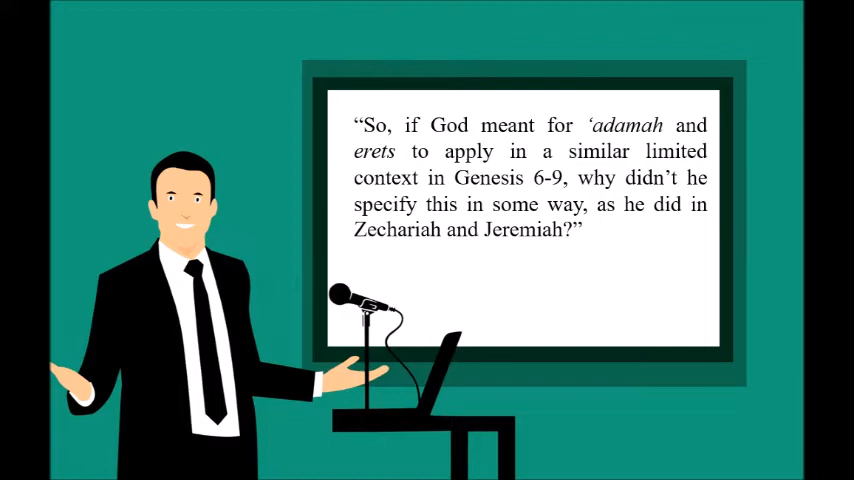 “So, if God meant for ‘adamah and
erets to apply in a similar limited
context in Genesis 6-9, why didn’t he
specify this in some way, as he did in
Zechariah and Jeremiah?”